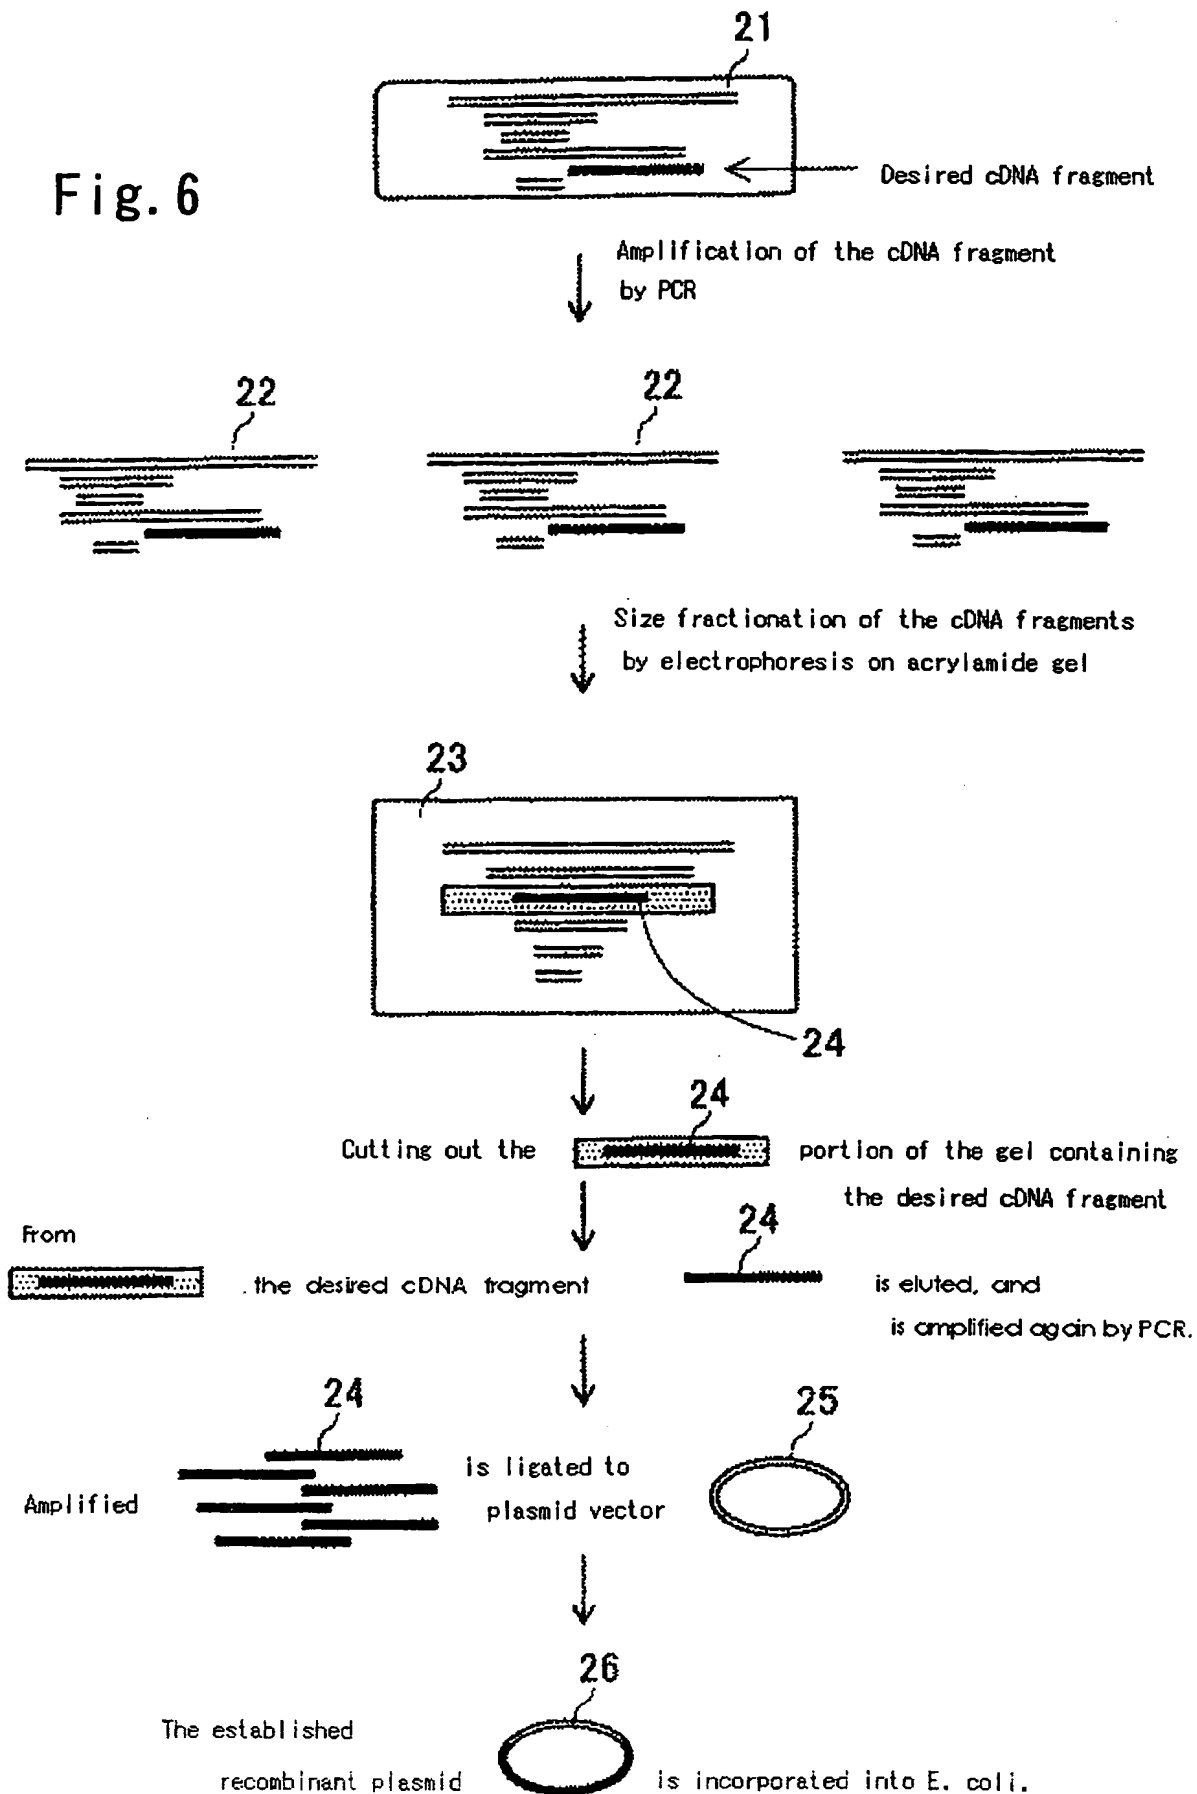 21
Fig. 6
Desired cDNA fragment
Amplification of the cDNA fragment
by PCR
22
22
Size fractionation of the cDNA fragments
by electrophoresis on acrylamide gel
23
24
24
Cutting out the portion of the gel containing
the desired cDNA fragment
From
24
the desired cDNA fragment is eluted, and
is amplified again by PCR.
24
25
Amplified
is ligated to
plasmid vector
26
The established
recombinant plasmid is incorporated into E. coli.